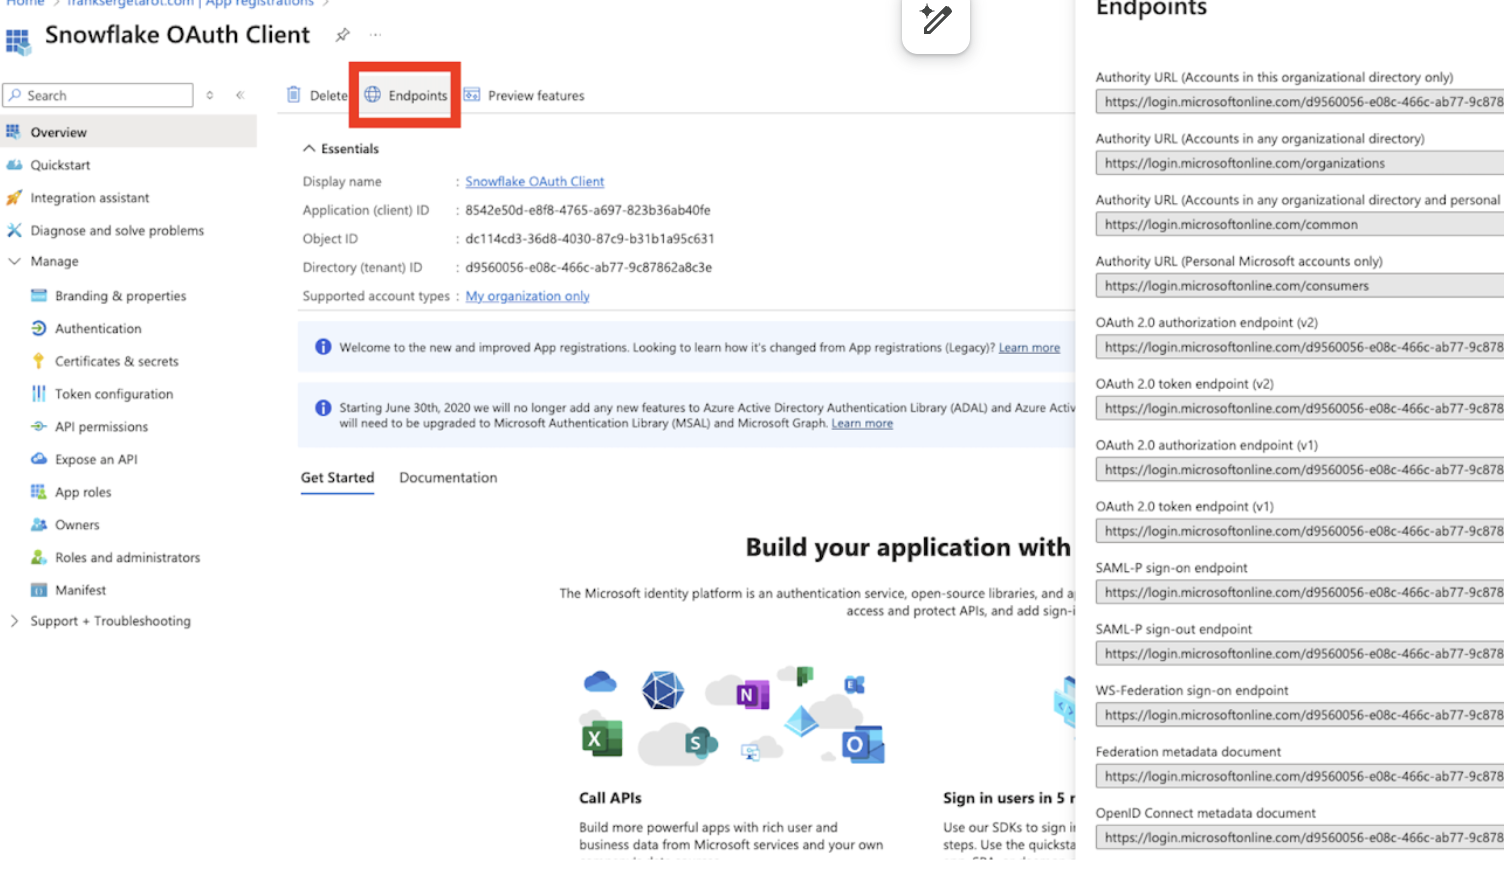 Home > franksergetarot.com | App registrations >
Snowflake OAuth Client
Search
Delete
Endpoints
Preview features
Overview
Quickstart
Integration assistant
Diagnose and solve problems
Manage
Branding & properties
Authentication
Certificates & secrets
Token configuration
API permissions
Expose an API
App roles
Owners
Roles and administrators
Manifest
Support + Troubleshooting
Essentials
Display name : Snowflake OAuth Client
Application (client) ID : 8542e50d-e8f8-4765-a697-823b36ab40fe
Object ID : dc114cd3-36d8-4030-87c9-b31b1a95c631
Directory (tenant) ID : d9560056-e08c-466c-ab77-9c87862a8c3e
Supported account types : My organization only
Welcome to the new and improved App registrations. Looking to learn how it's changed from App registrations (Legacy)? Learn more
Starting June 30th, 2020 we will no longer add any new features to Azure Active Directory Authentication Library (ADAL) and Azure Activ
will need to be upgraded to Microsoft Authentication Library (MSAL) and Microsoft Graph. Learn more
Get Started
Documentation
Build your application with
The Microsoft identity platform is an authentication service, open-source libraries, and a
access and protect APIs, and add sign-i
N
E
X
S
O
Call APIs
Build more powerful apps with rich user and
business data from Microsoft services and your own
Sign in users in 5
Use our SDKs to sign i
steps. Use the quicksta
Endpoints
Authority URL (Accounts in this organizational directory only)
https://login.microsoftonline.com/d9560056-e08c-466c-ab77-9c878
Authority URL (Accounts in any organizational directory)
https://login.microsoftonline.com/organizations
Authority URL (Accounts in any organizational directory and personal
https://login.microsoftonline.com/common
Authority URL (Personal Microsoft accounts only)
https://login.microsoftonline.com/consumers
OAuth 2.0 authorization endpoint (v2)
https://login.microsoftonline.com/d9560056-e08c-466c-ab77-9c878
OAuth 2.0 token endpoint (v2)
https://login.microsoftonline.com/d9560056-e08c-466c-ab77-9c878
OAuth 2.0 authorization endpoint (v1)
https://login.microsoftonline.com/d9560056-e08c-466c-ab77-9c878
OAuth 2.0 token endpoint (v1)
https://login.microsoftonline.com/d9560056-e08c-466c-ab77-9c878
SAML-P sign-on endpoint
https://login.microsoftonline.com/d9560056-e08c-466c-ab77-9c878
SAML-P sign-out endpoint
https://login.microsoftonline.com/d9560056-e08c-466c-ab77-9c878
WS-Federation sign-on endpoint
https://login.microsoftonline.com/d9560056-e08c-466c-ab77-9c878
Federation metadata document
https://login.microsoftonline.com/d9560056-e08c-466c-ab77-9c878
OpenID Connect metadata document
https://login.microsoftonline.com/d9560056-e08c-466c-ab77-9c878